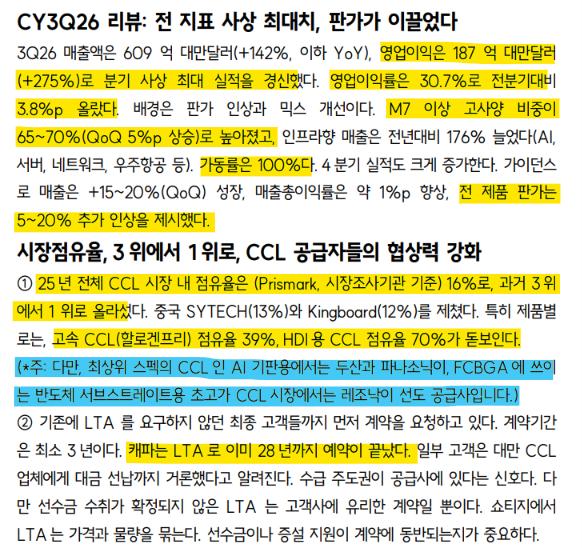 CY3Q26 리뷰: 전 지표 사상 최대치, 판가가 이끌었다
3Q26 매출액은 609 억 대만달러(+142%, 이하 YoY), 영업이익은 187 억 대만달러
(+275%)로 분기 사상 최대 실적을 경신했다. 영업이익률은 30.7%로 전분기대비
3.8%p 올랐다. 배경은 판가 인상과 믹스 개선이다. M7 이상 고사양 비중이
65~70%(QoQ 5%p 상승)로 높아졌고, 인프라향 매출은 전년대비 176% 늘었다(AI,
서버, 네트워크, 우주항공 등). 가동률은 100%다. 4 분기 실적도 크게 증가한다. 가이던스
로 매출은 +15~20%(QoQ) 성장, 매출총이익률은 약 1%p 향상, 전 제품 판가는
5~20% 추가 인상을 제시했다.
시장점유율, 3 위에서 1 위로, CCL 공급자들의 협상력 강화
① 25 년 전체 CCL 시장 내 점유율은 (Prismark, 시장조사기관 기준) 16%로, 과거 3 위
에서 1 위로 올라섰다. 중국 SYTECH(13%)와 Kingboard(12%)를 제쳤다. 특히 제품별
로는, 고속 CCL(할로겐프리) 점유율 39%, HDI 용 CCL 점유율 70%가 돋보인다.
(*주: 다만, 최상위 스펙의 CCL 인 AI 기판용에서는 두산과 파나소닉이, FCBGA 에 쓰이
는 반도체 서브스트레이트용 초고가 CCL 시장에서는 레조낙이 선도 공급사입니다.)
② 기존에 LTA 를 요구하지 않던 최종 고객들까지 먼저 계약을 요청하고 있다. 계약기간
은 최소 3 년이다. 캐파는 LTA 로 이미 28 년까지 예약이 끝났다. 일부 고객은 대만 CCL
업체에게 대금 선납까지 거론했다고 알려진다. 수급 주도권이 공급사에 있다는 신호다. 다
만 선수금 수취가 확정되지 않은 LTA 는 고객사에 유리한 계약일 뿐이다. 쇼티지에서
LTA 는 가격과 물량을 묶는다. 선수금이나 증설 지원이 계약에 동반되는지가 중요하다.